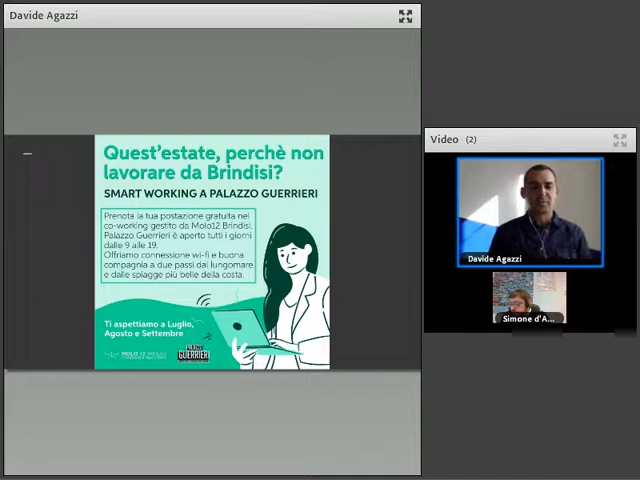 Davide Agazzi
Quest'estate, perchè non
lavorare da Brindisi?
SMART WORKING A PALAZZO GUERRIERI
Prenota la tua postazione gratuita nel
co-working gestito da Molo12 Brindisi.
Palazzo Guerrieri è aperto tutti i giorni
dalle 9 alle 19.
Offriamo connessione wi-fi e buona
compagnia a due passi dal lungomare
e dalle spiagge più belle della costa.
Ti aspettiamo a Luglio,
Agosto e Settembre
MOLO 12
PALAZZO
GUERRIERI
Video (2)
Davide Agazzi
Simone d'A...